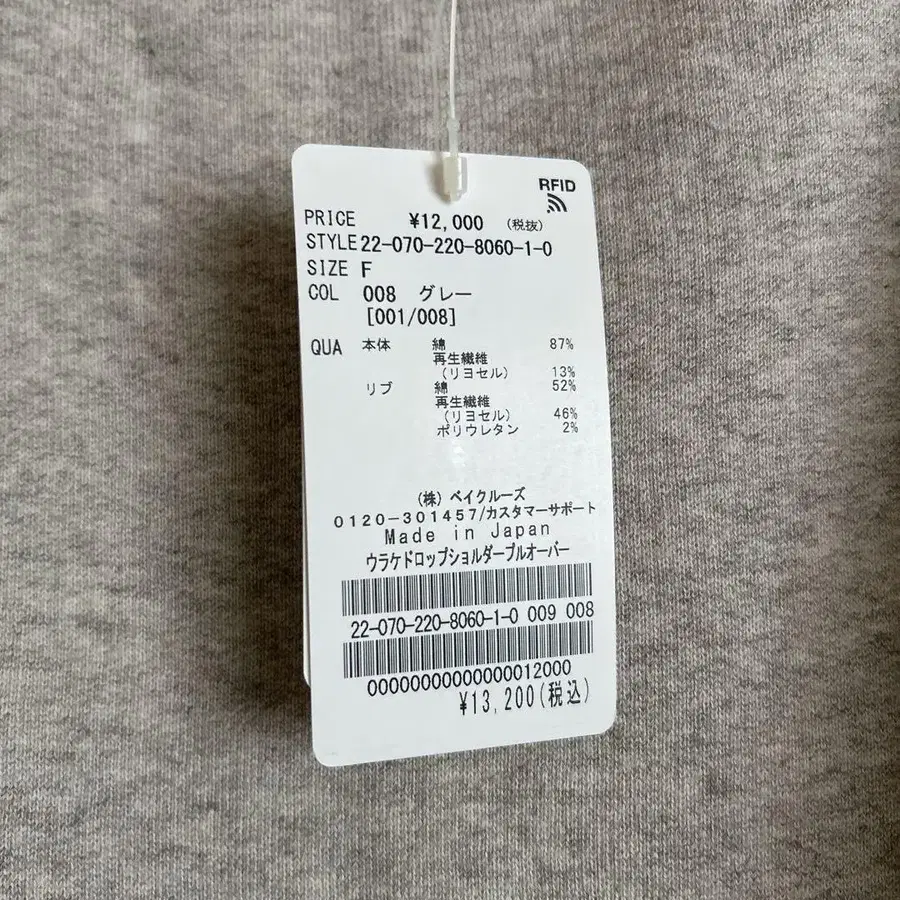 RFID
PRICE ¥12,000 (税抜)
STYLE 22-070-220-8060-1-0
SIZE F
COL 008 グレー
[001/008]
QUA 本体 綿 87%
再生繊維
(リヨセル) 13%
リブ 綿 52%
再生繊維
(リヨセル) 46%
ポリウレタン 2%
(株) ベイクルーズ
0120-301457/カスタマーサポート
Made in Japan
ウラケドロップショルダープルオーバー
22-070-220-8060-1-0 009 008
00000000000000012000
¥13,200(税込)